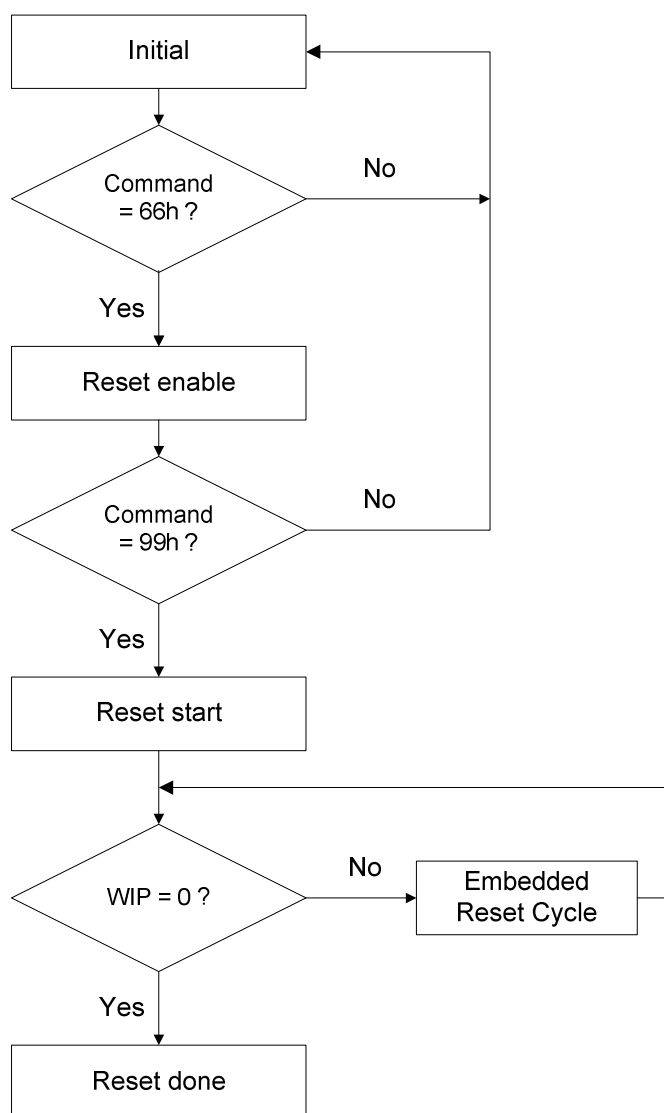 Initial
Command
= 66h ?
No
Yes
Reset enable
Command
= 99h ?
No
Yes
Reset start
WIP = 0 ?
No
Embedded
Reset Cycle
Yes
Reset done